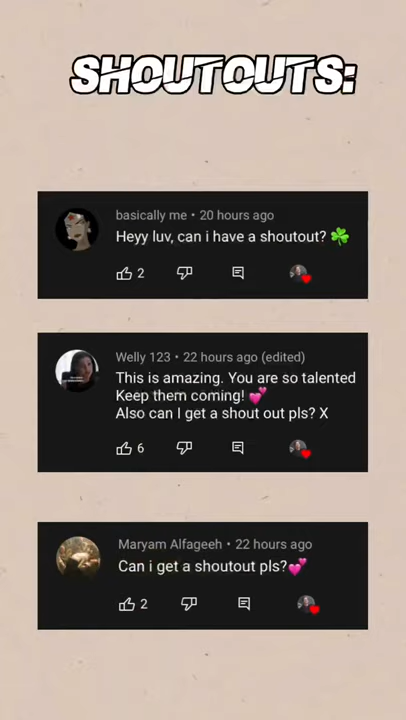 SHOUTOUTS:
basically me • 20 hours ago
Heyy luv, can i have a shoutout? ☘️
2
Welly 123 • 22 hours ago (edited)
This is amazing. You are so talented
Keep them coming! 💕
Also can I get a shout out pls? X
6
Maryam Alfageeh • 22 hours ago
Can i get a shoutout pls?💕
2